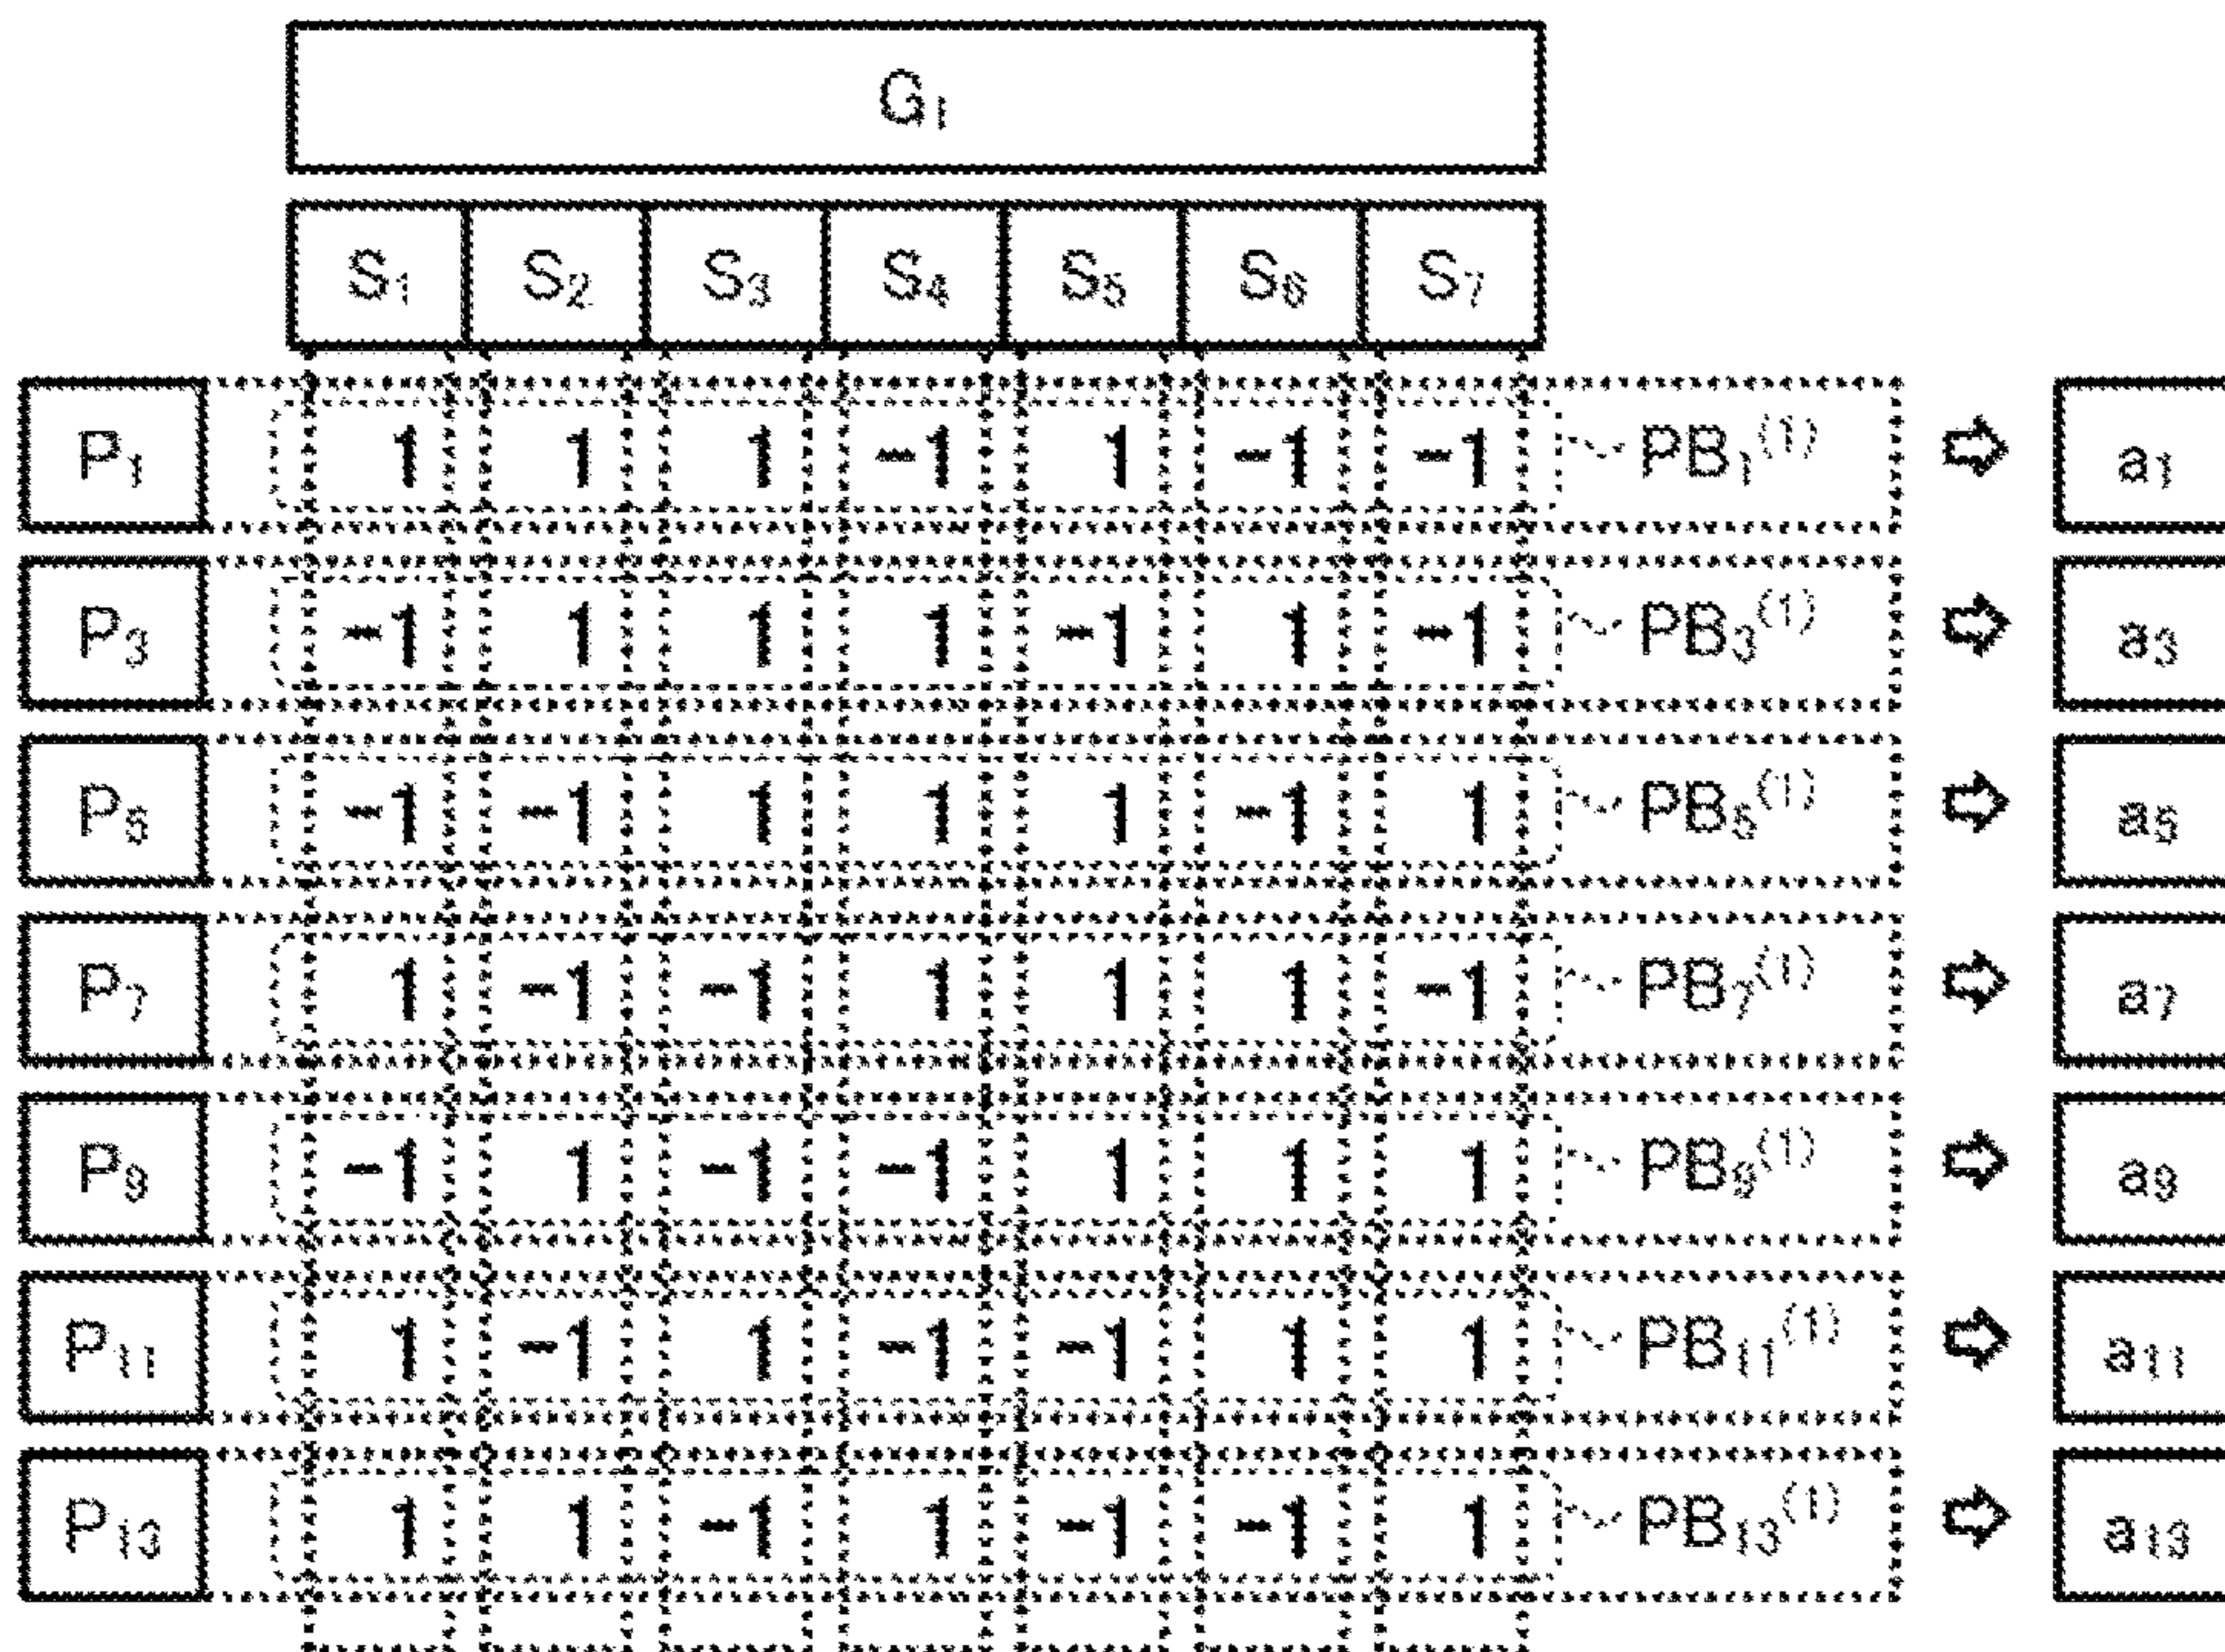 G₁
S₁ S₂ S₃ S₄ S₅ S₆ S₇
P₁ 1 1 1 -1 1 -1 -1 PB₁⁽¹⁾ ⇨ a₁
P₃ -1 1 1 1 -1 1 -1 PB₃⁽¹⁾ ⇨ a₃
P₅ -1 -1 1 1 1 -1 1 PB₅⁽¹⁾ ⇨ a₅
P₇ 1 -1 -1 1 1 1 -1 PB₇⁽¹⁾ ⇨ a₇
P₉ -1 1 -1 -1 1 1 1 PB₉⁽¹⁾ ⇨ a₉
P₁₁ 1 -1 1 -1 -1 1 1 PB₁₁⁽¹⁾ ⇨ a₁₁
P₁₃ 1 1 -1 1 -1 -1 1 PB₁₃⁽¹⁾ ⇨ a₁₃